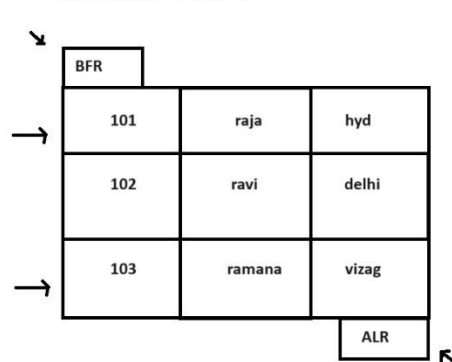 BFR
101 raja hyd
102 ravi delhi
103 ramana vizag
ALR